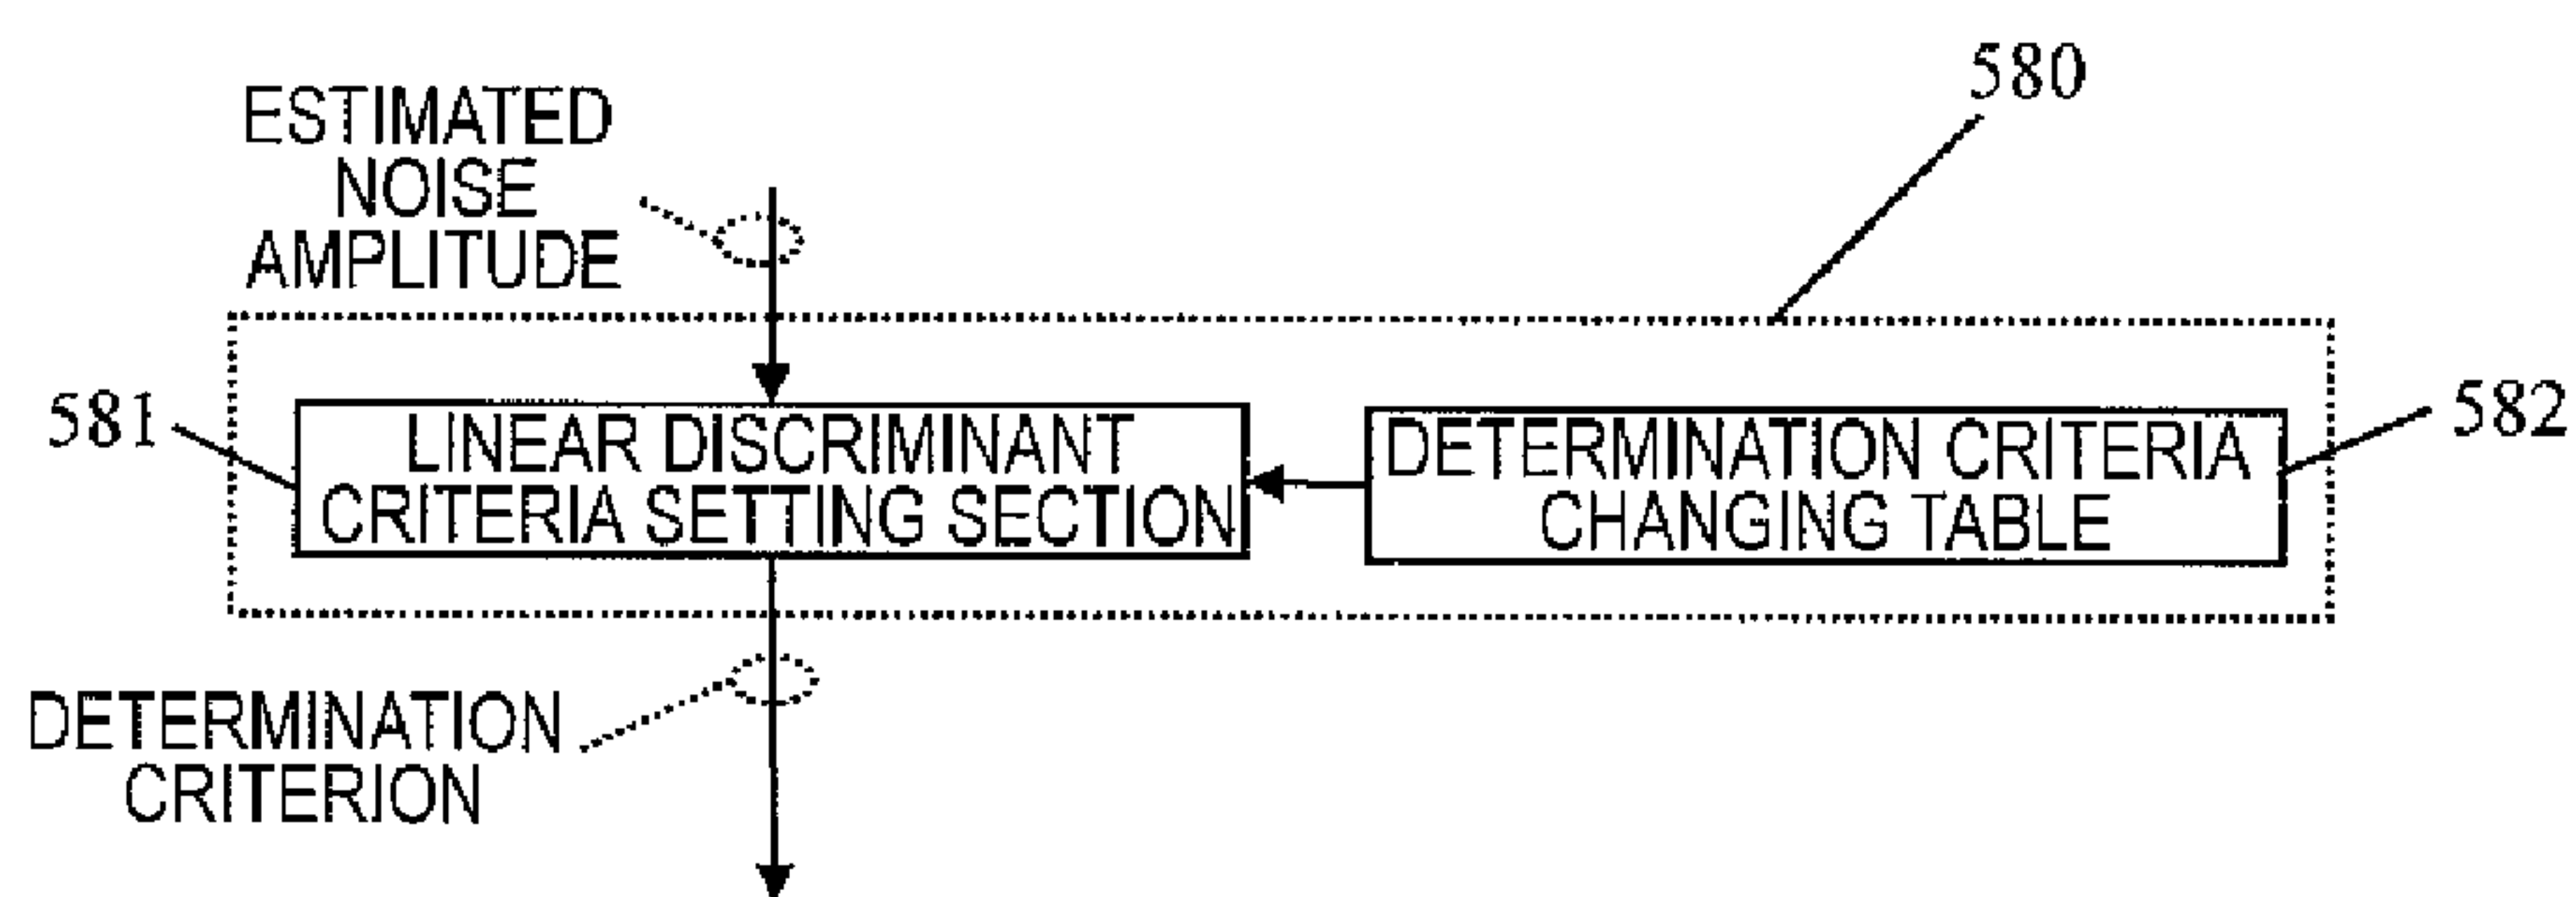 580
ESTIMATED
NOISE
AMPLITUDE
581
LINEAR DISCRIMINANT
CRITERIA SETTING SECTION
DETERMINATION CRITERIA
CHANGING TABLE
582
DETERMINATION
CRITERION